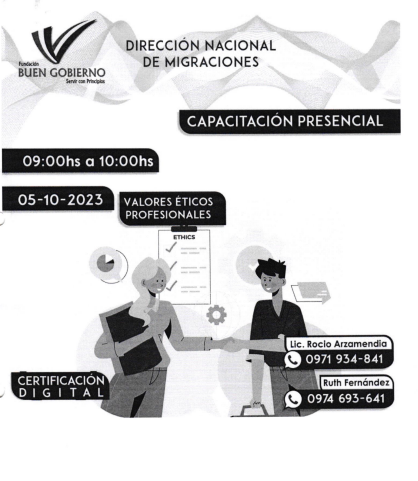 Fundación
BUEN GOBIERNO
Servir con Principios
DIRECCIÓN NACIONAL
DE MIGRACIONES
CAPACITACIÓN PRESENCIAL
09:00hs a 10:00hs
05-10-2023
VALORES ÉTICOS
PROFESIONALES
ETHICS
Lic. Rocio Arzamendia
0971 934-841
Ruth Fernández
0974 693-641
CERTIFICACIÓN
DIGITAL